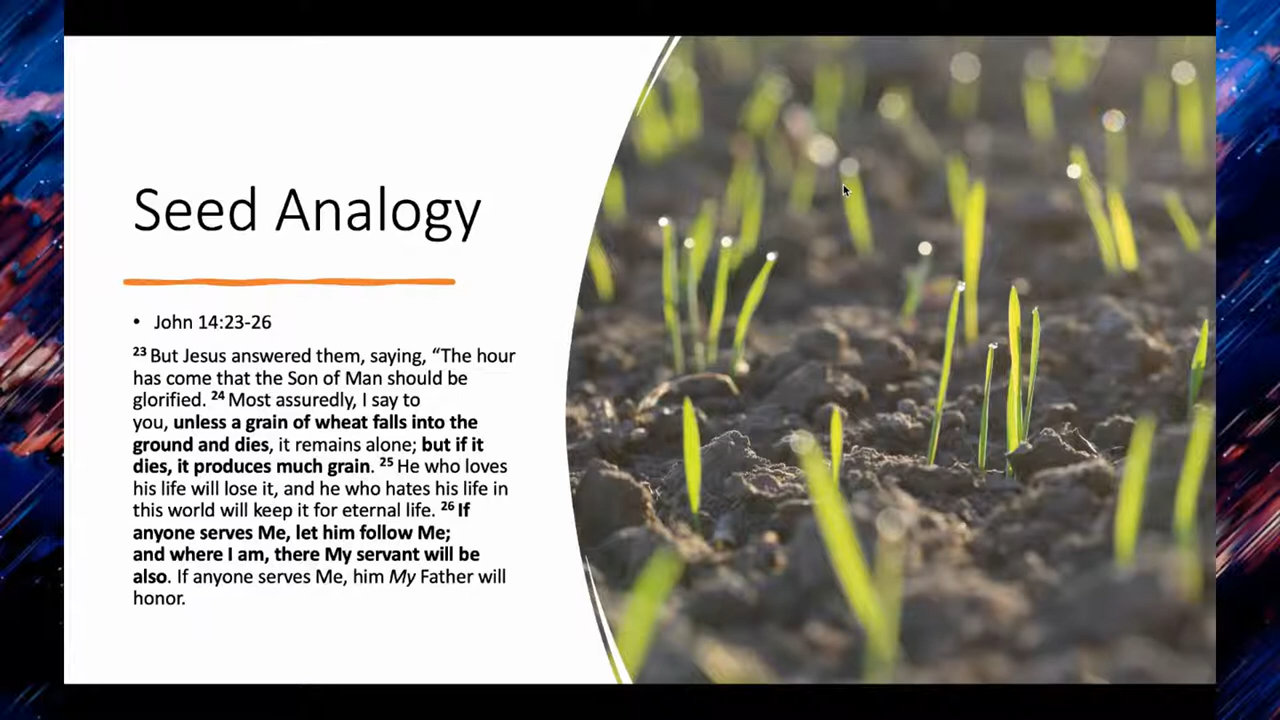 Seed Analogy
• John 14:23-26
23 But Jesus answered them, saying, “The hour
has come that the Son of Man should be
glorified. 24 Most assuredly, I say to
you, unless a grain of wheat falls into the
ground and dies, it remains alone; but if it
dies, it produces much grain. 25 He who loves
his life will lose it, and he who hates his life in
this world will keep it for eternal life. 26 If
anyone serves Me, let him follow Me;
and where I am, there My servant will be
also. If anyone serves Me, him My Father will
honor.